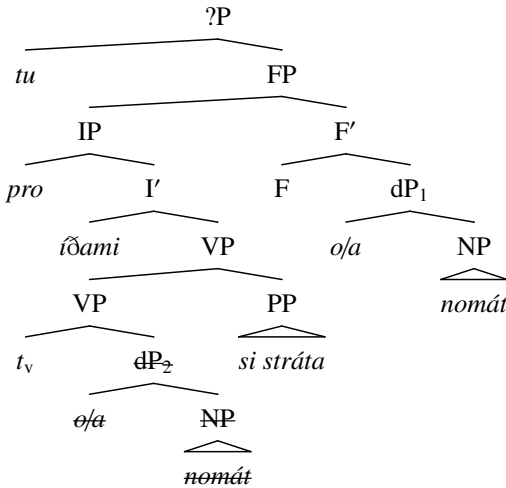 ?P
tu FP
IP F′
pro I′ F dP₁
íðami VP o/a NP
VP PP nomát
tᵥ dP₂ si stráta
o/a NP
nomát